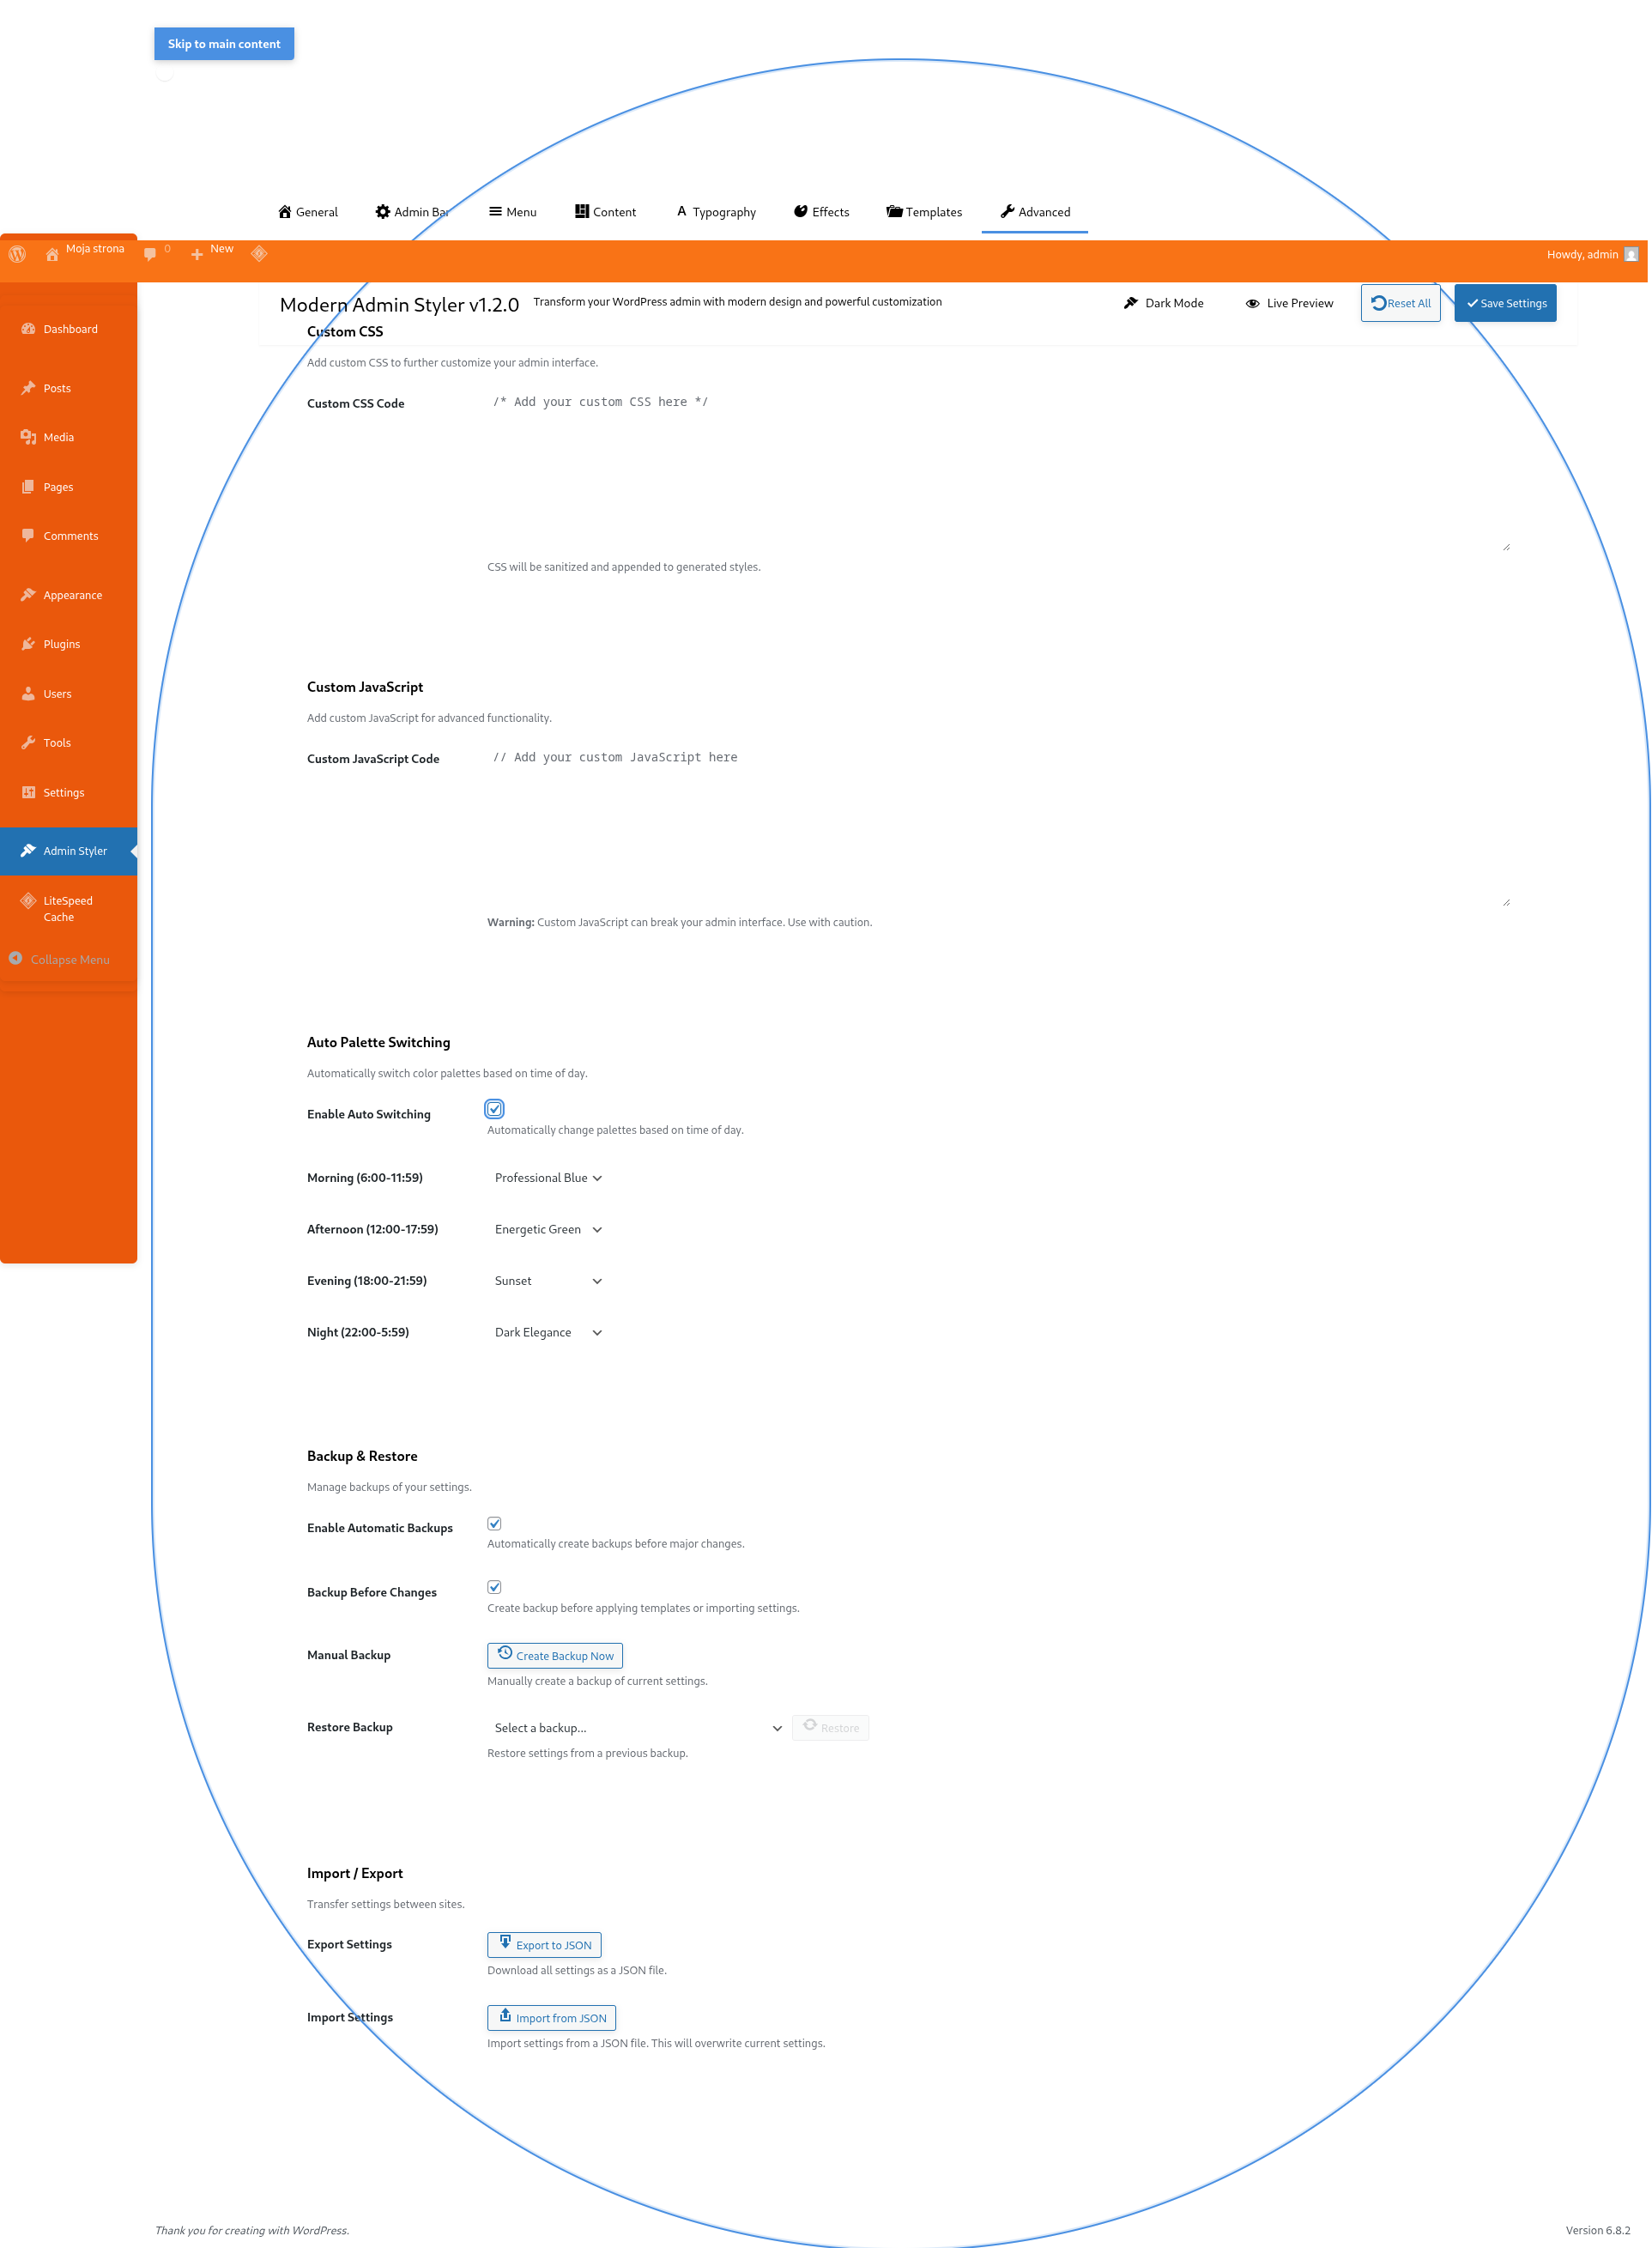 Skip to main content
General Admin Bar Menu Content Typography Effects Templates Advanced
Moja strona 0 New Howdy, admin
Modern Admin Styler v1.2.0 Transform your WordPress admin with modern design and powerful customization Dark Mode Live Preview Reset All Save Settings
Dashboard
Posts
Media
Pages
Comments
Appearance
Plugins
Users
Tools
Settings
Admin Styler
LiteSpeed
Cache
Collapse Menu
Custom CSS
Add custom CSS to further customize your admin interface.
Custom CSS Code /* Add your custom CSS here */
CSS will be sanitized and appended to generated styles.
Custom JavaScript
Add custom JavaScript for advanced functionality.
Custom JavaScript Code // Add your custom JavaScript here
Warning: Custom JavaScript can break your admin interface. Use with caution.
Auto Palette Switching
Automatically switch color palettes based on time of day.
Enable Auto Switching
Automatically change palettes based on time of day.
Morning (6:00-11:59) Professional Blue
Afternoon (12:00-17:59) Energetic Green
Evening (18:00-21:59) Sunset
Night (22:00-5:59) Dark Elegance
Backup & Restore
Manage backups of your settings.
Enable Automatic Backups
Automatically create backups before major changes.
Backup Before Changes
Create backup before applying templates or importing settings.
Manual Backup Create Backup Now
Manually create a backup of current settings.
Restore Backup Select a backup... Restore
Restore settings from a previous backup.
Import / Export
Transfer settings between sites.
Export Settings Export to JSON
Download all settings as a JSON file.
Import Settings Import from JSON
Import settings from a JSON file. This will overwrite current settings.
Thank you for creating with WordPress. Version 6.8.2